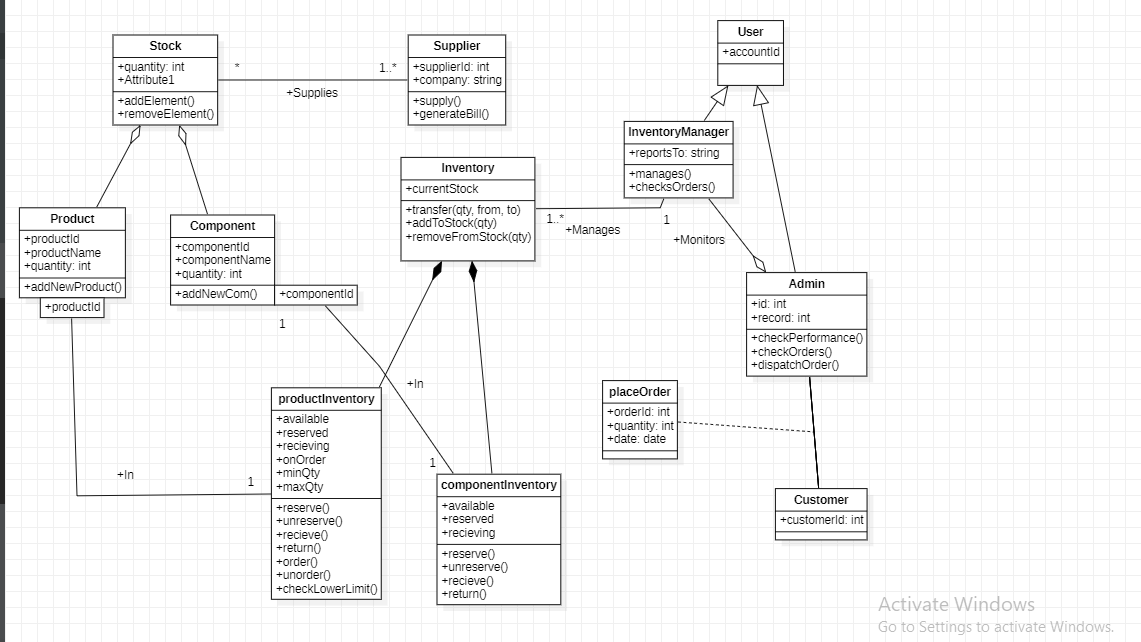 Stock
+quantity: int
+Attribute1
+addElement()
+removeElement()
*
1..*
+Supplies
Supplier
+supplierId: int
+company: string
+supply()
+generateBill()
User
+accountId
InventoryManager
+reportsTo: string
+manages()
+checksOrders()
Inventory
+currentStock
+transfer(qty, from, to)
+addToStock(qty)
+removeFromStock(qty)
1..*
+Manages
1
+Monitors
Product
+productId
+productName
+quantity: int
+addNewProduct()
+productId
Component
+componentId
+componentName
+quantity: int
+addNewCom()
+componentId
1
Admin
+id: int
+record: int
+checkPerformance()
+checkOrders()
+dispatchOrder()
+In
placeOrder
+orderId: int
+quantity: int
+date: date
productInventory
+available
+reserved
+recieving
+onOrder
+minQty
+maxQty
+reserve()
+unreserve()
+recieve()
+return()
+order()
+unorder()
+checkLowerLimit()
+In
1
1
componentInventory
+available
+reserved
+recieving
+reserve()
+unreserve()
+recieve()
+return()
Customer
+customerId: int
Activate Windows
Go to Settings to activate Windows.